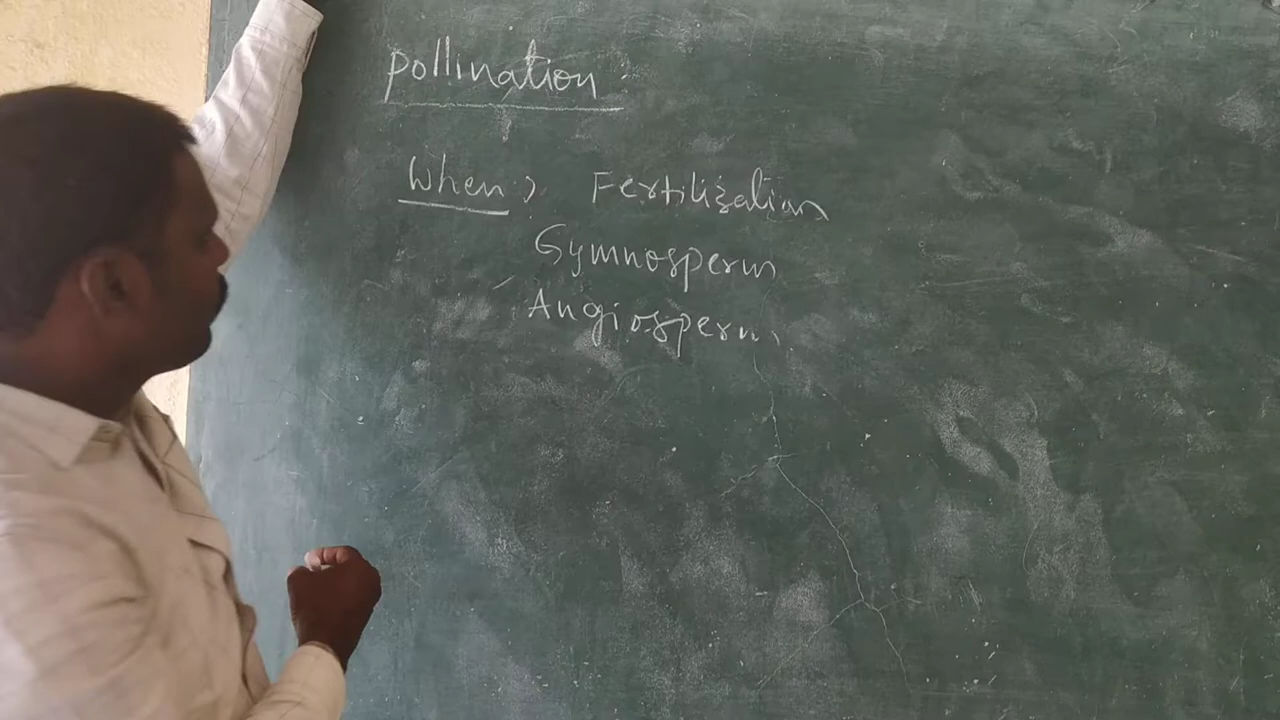 Pollination :
When ? Fertilization
Gymnosperm
Angiosperm